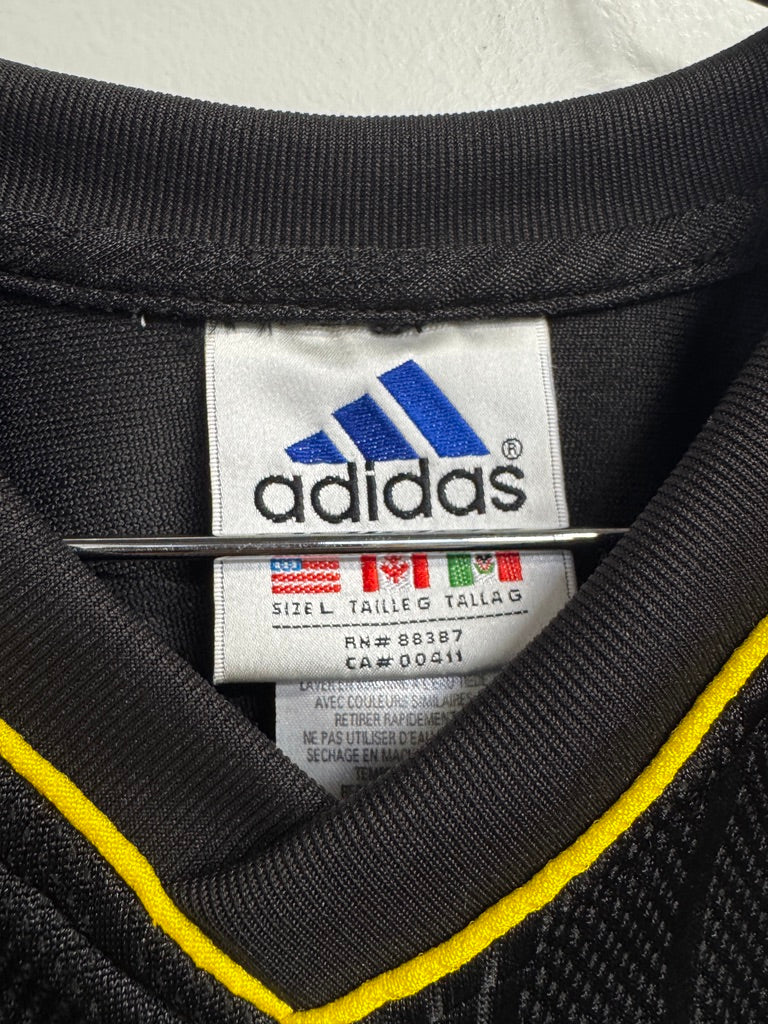 adidas®
SIZE L TAILLE G TALLA G
RN# 88387
CA# 00411
AVEC COULEURS SIMILAIRES
RETIRER RAPIDEMENT
NE PAS UTILISER D'EAU
SECHAGE EN